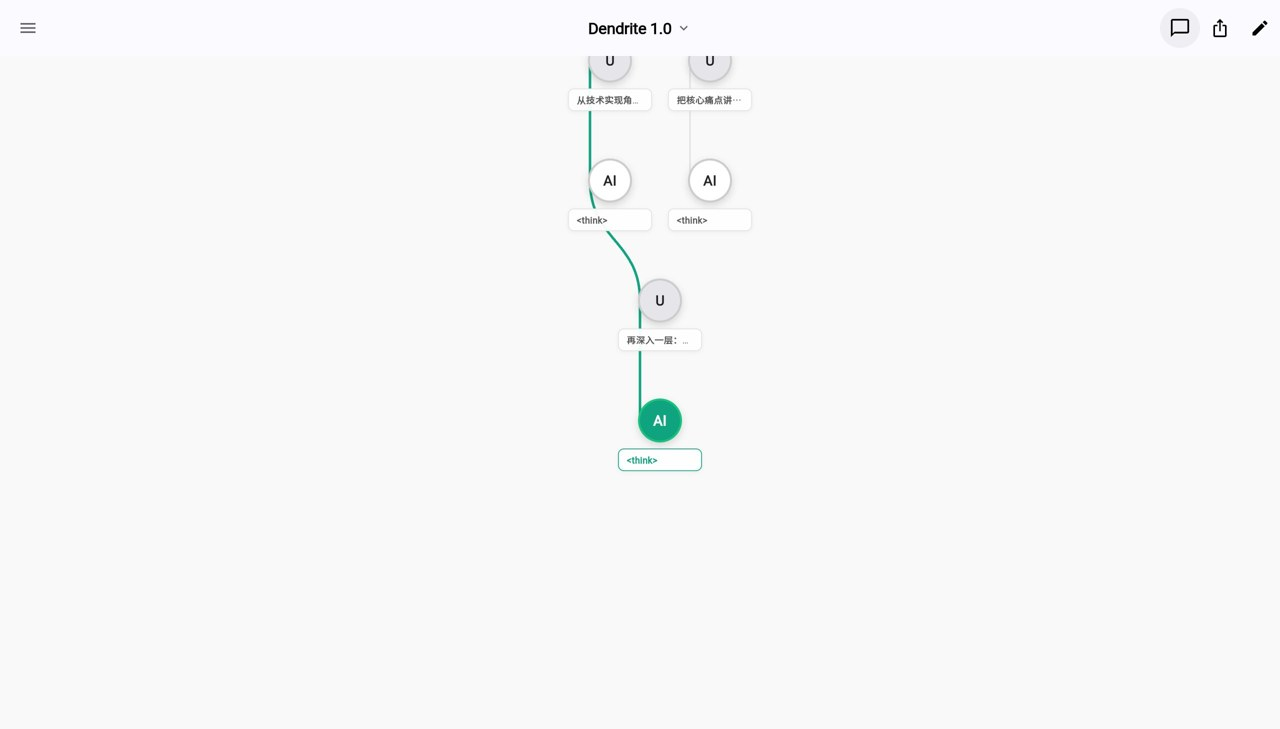 Dendrite 1.0
U
U
从技术实现角...
把核心痛点讲...
AI
AI
<think>
<think>
U
再深入一层：...
AI
<think>